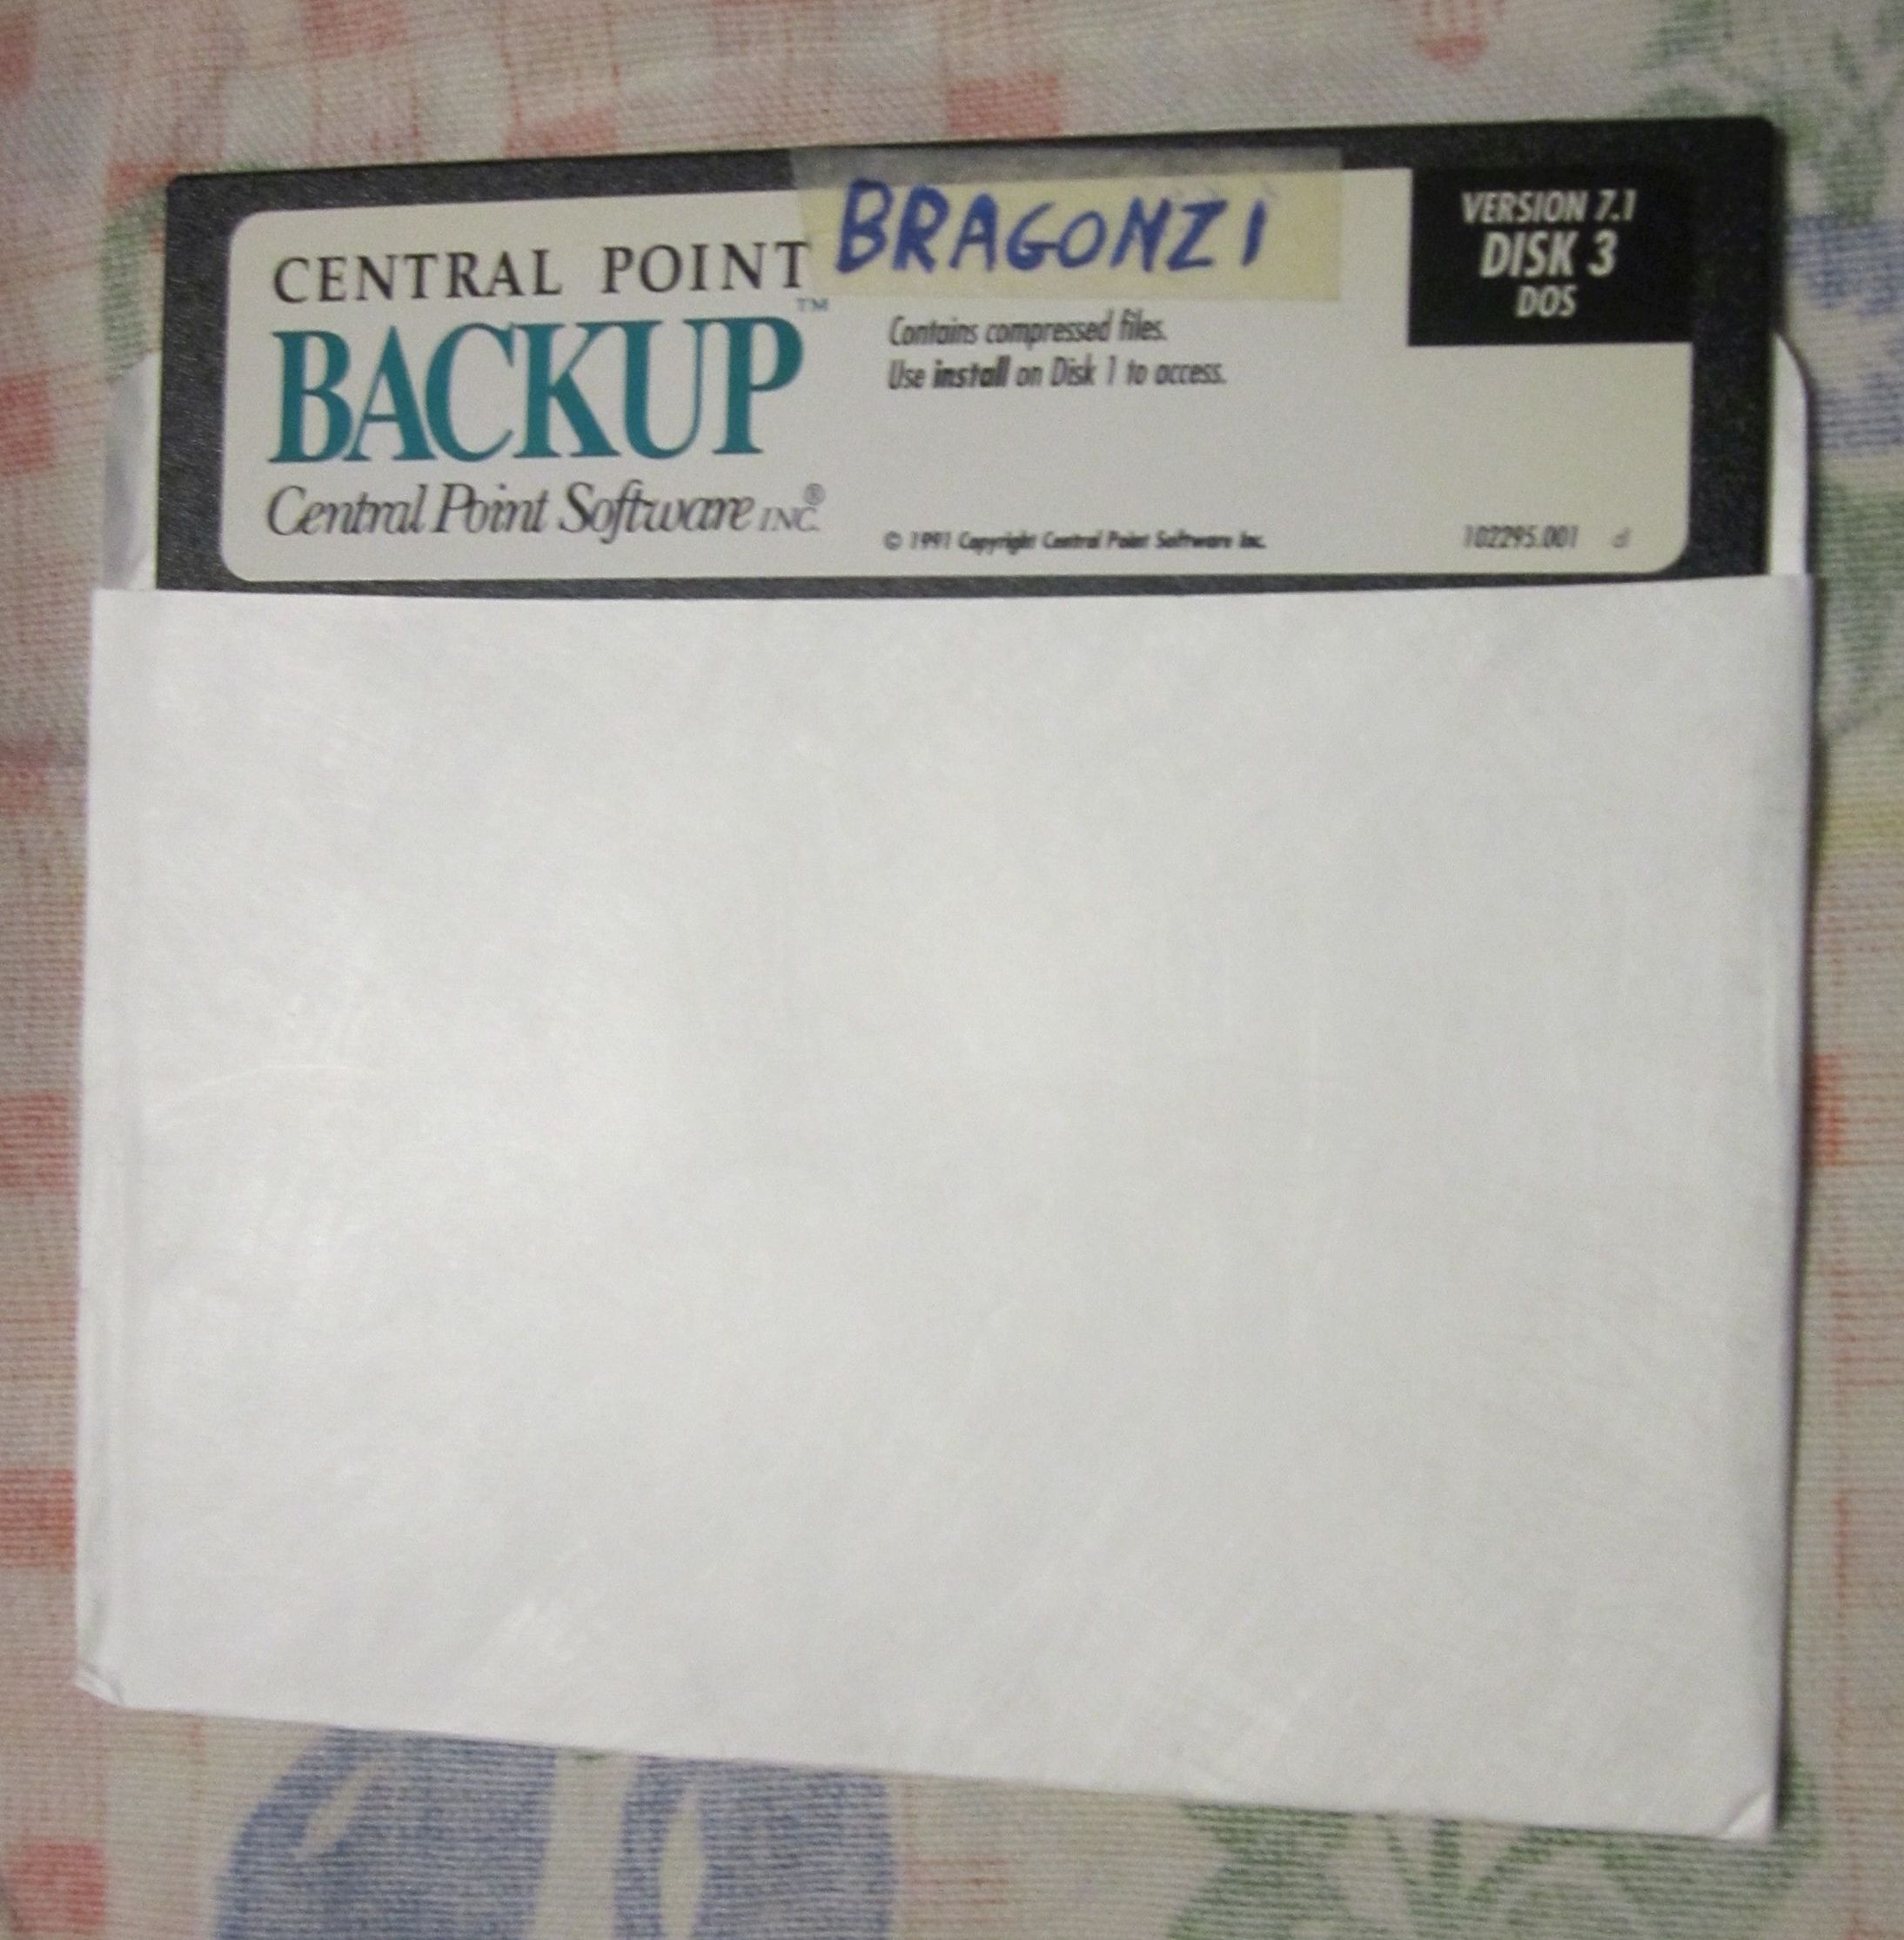 CENTRAL POINT
BACKUP™
Central Point Software INC.®
BRAGONZI
Contains compressed files.
Use install on Disk 1 to access.
© 1991 Copyright Central Point Software Inc.
VERSION 7.1
DISK 3
DOS
102295.001